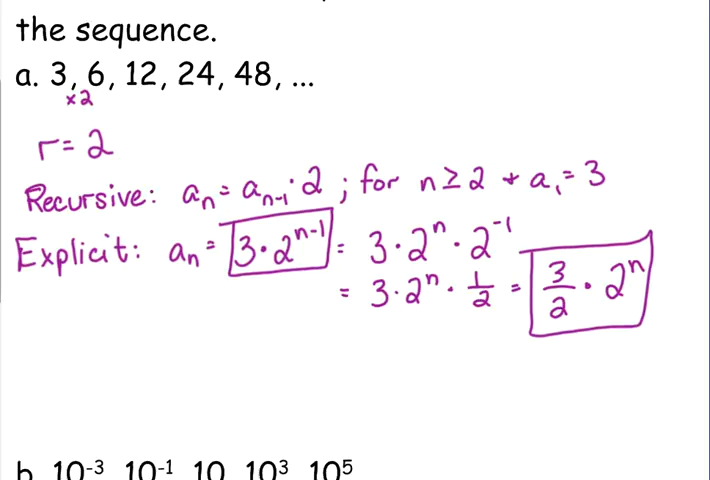 the sequence.
a. 3, 6, 12, 24, 48, ...
×2
r = 2
Recursive: aₙ = aₙ₋₁ · 2 ; for n ≥ 2 + a₁ = 3
Explicit: aₙ = 3 · 2ⁿ⁻¹ = 3 · 2ⁿ · 2⁻¹
= 3 · 2ⁿ · 1/2 = 3/2 · 2ⁿ
b 10⁻³ 10⁻¹ 10 10³ 10⁵